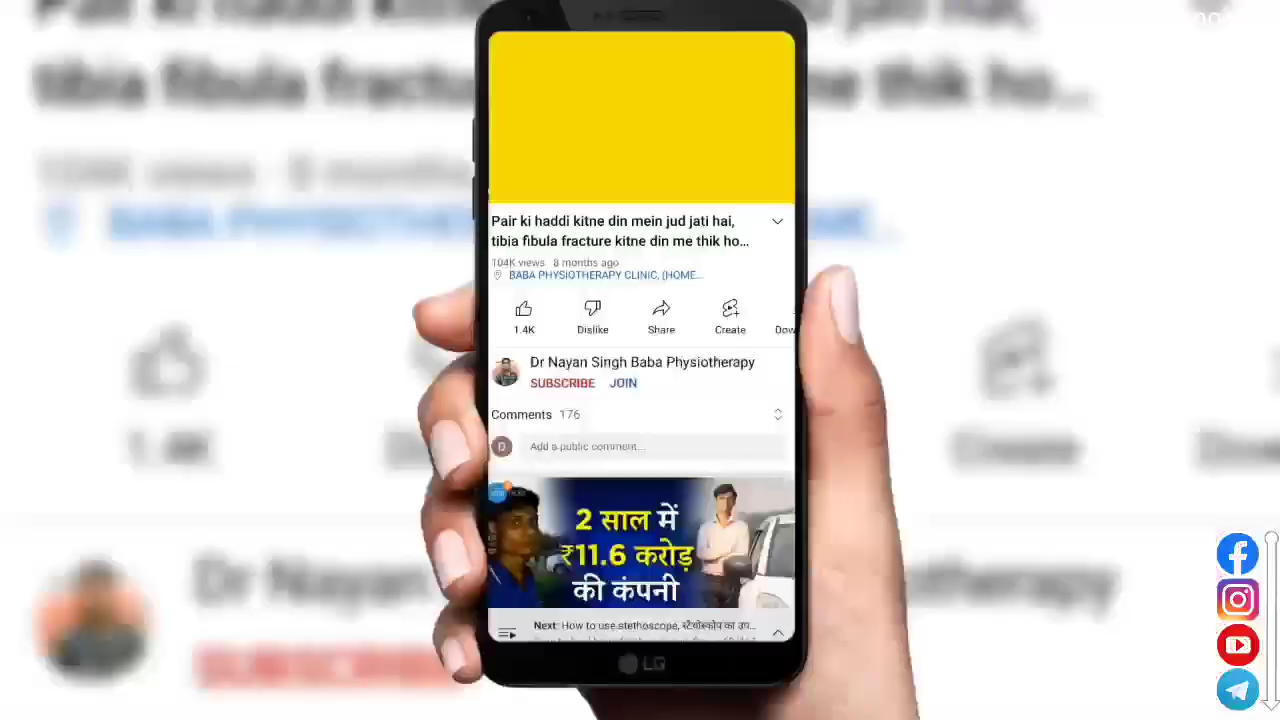 Pair ki haddi kitne din mein jud jati hai,
tibia fibula fracture kitne din me thik ho...
104K views 8 months ago
BABA PHYSIOTHERAPY CLINIC, (HOME...
1.4K Dislike Share Create Dow
Dr Nayan Singh Baba Physiotherapy
SUBSCRIBE JOIN
Comments 176
D Add a public comment...
2 साल में
₹11.6 करोड़
की कंपनी
Next: How to use stethoscope, स्टैथोस्कोप का उप...
LG